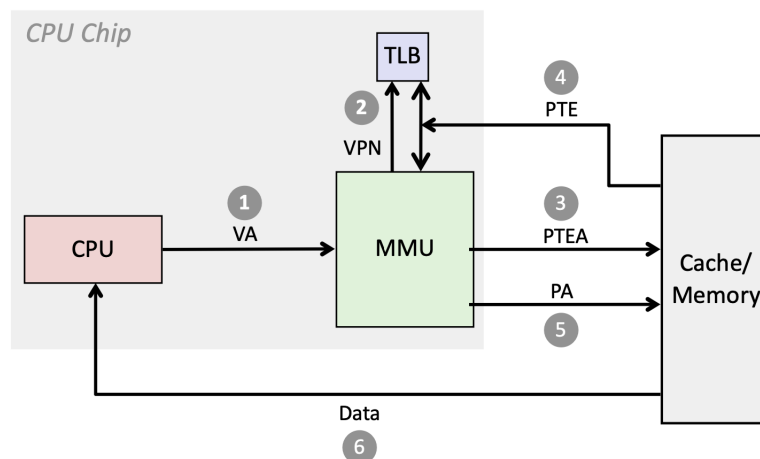 CPU Chip
TLB
4
PTE
2
VPN
1
VA
3
PTEA
CPU
MMU
Cache/
Memory
PA
5
Data
6